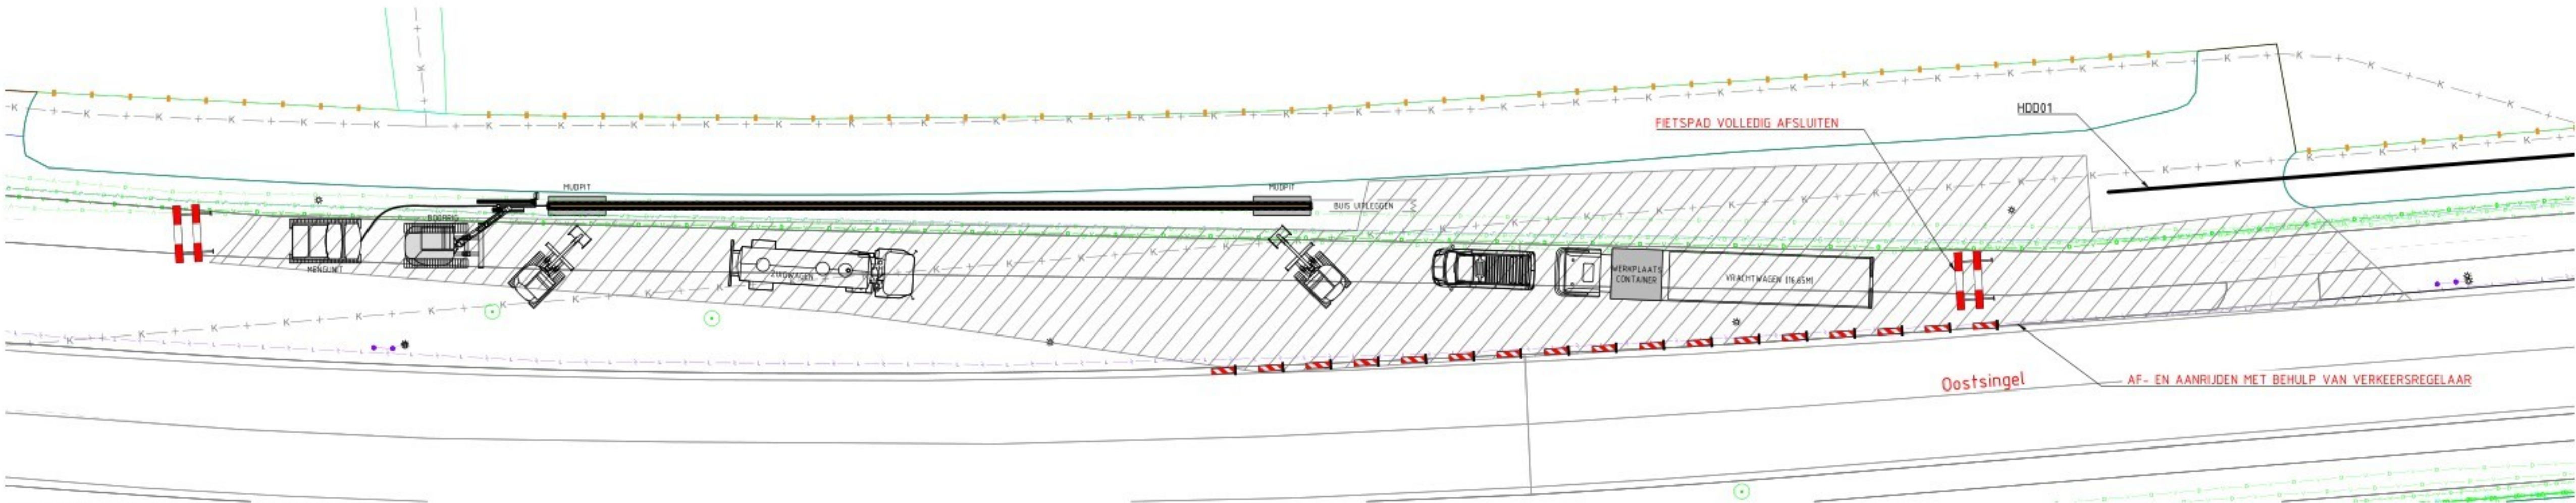 HDD01
FIETSPAD VOLLEDIG AFSLUITEN
MUDPIT
MUDPIT
BUIS UITLEGGEN
BOORRIG
MENGUNIT
ZUIGWAGEN
WERKPLAATS
CONTAINER
VRACHTWAGEN (16.65M)
Oostsingel
AF- EN AANRIJDEN MET BEHULP VAN VERKEERSREGELAAR